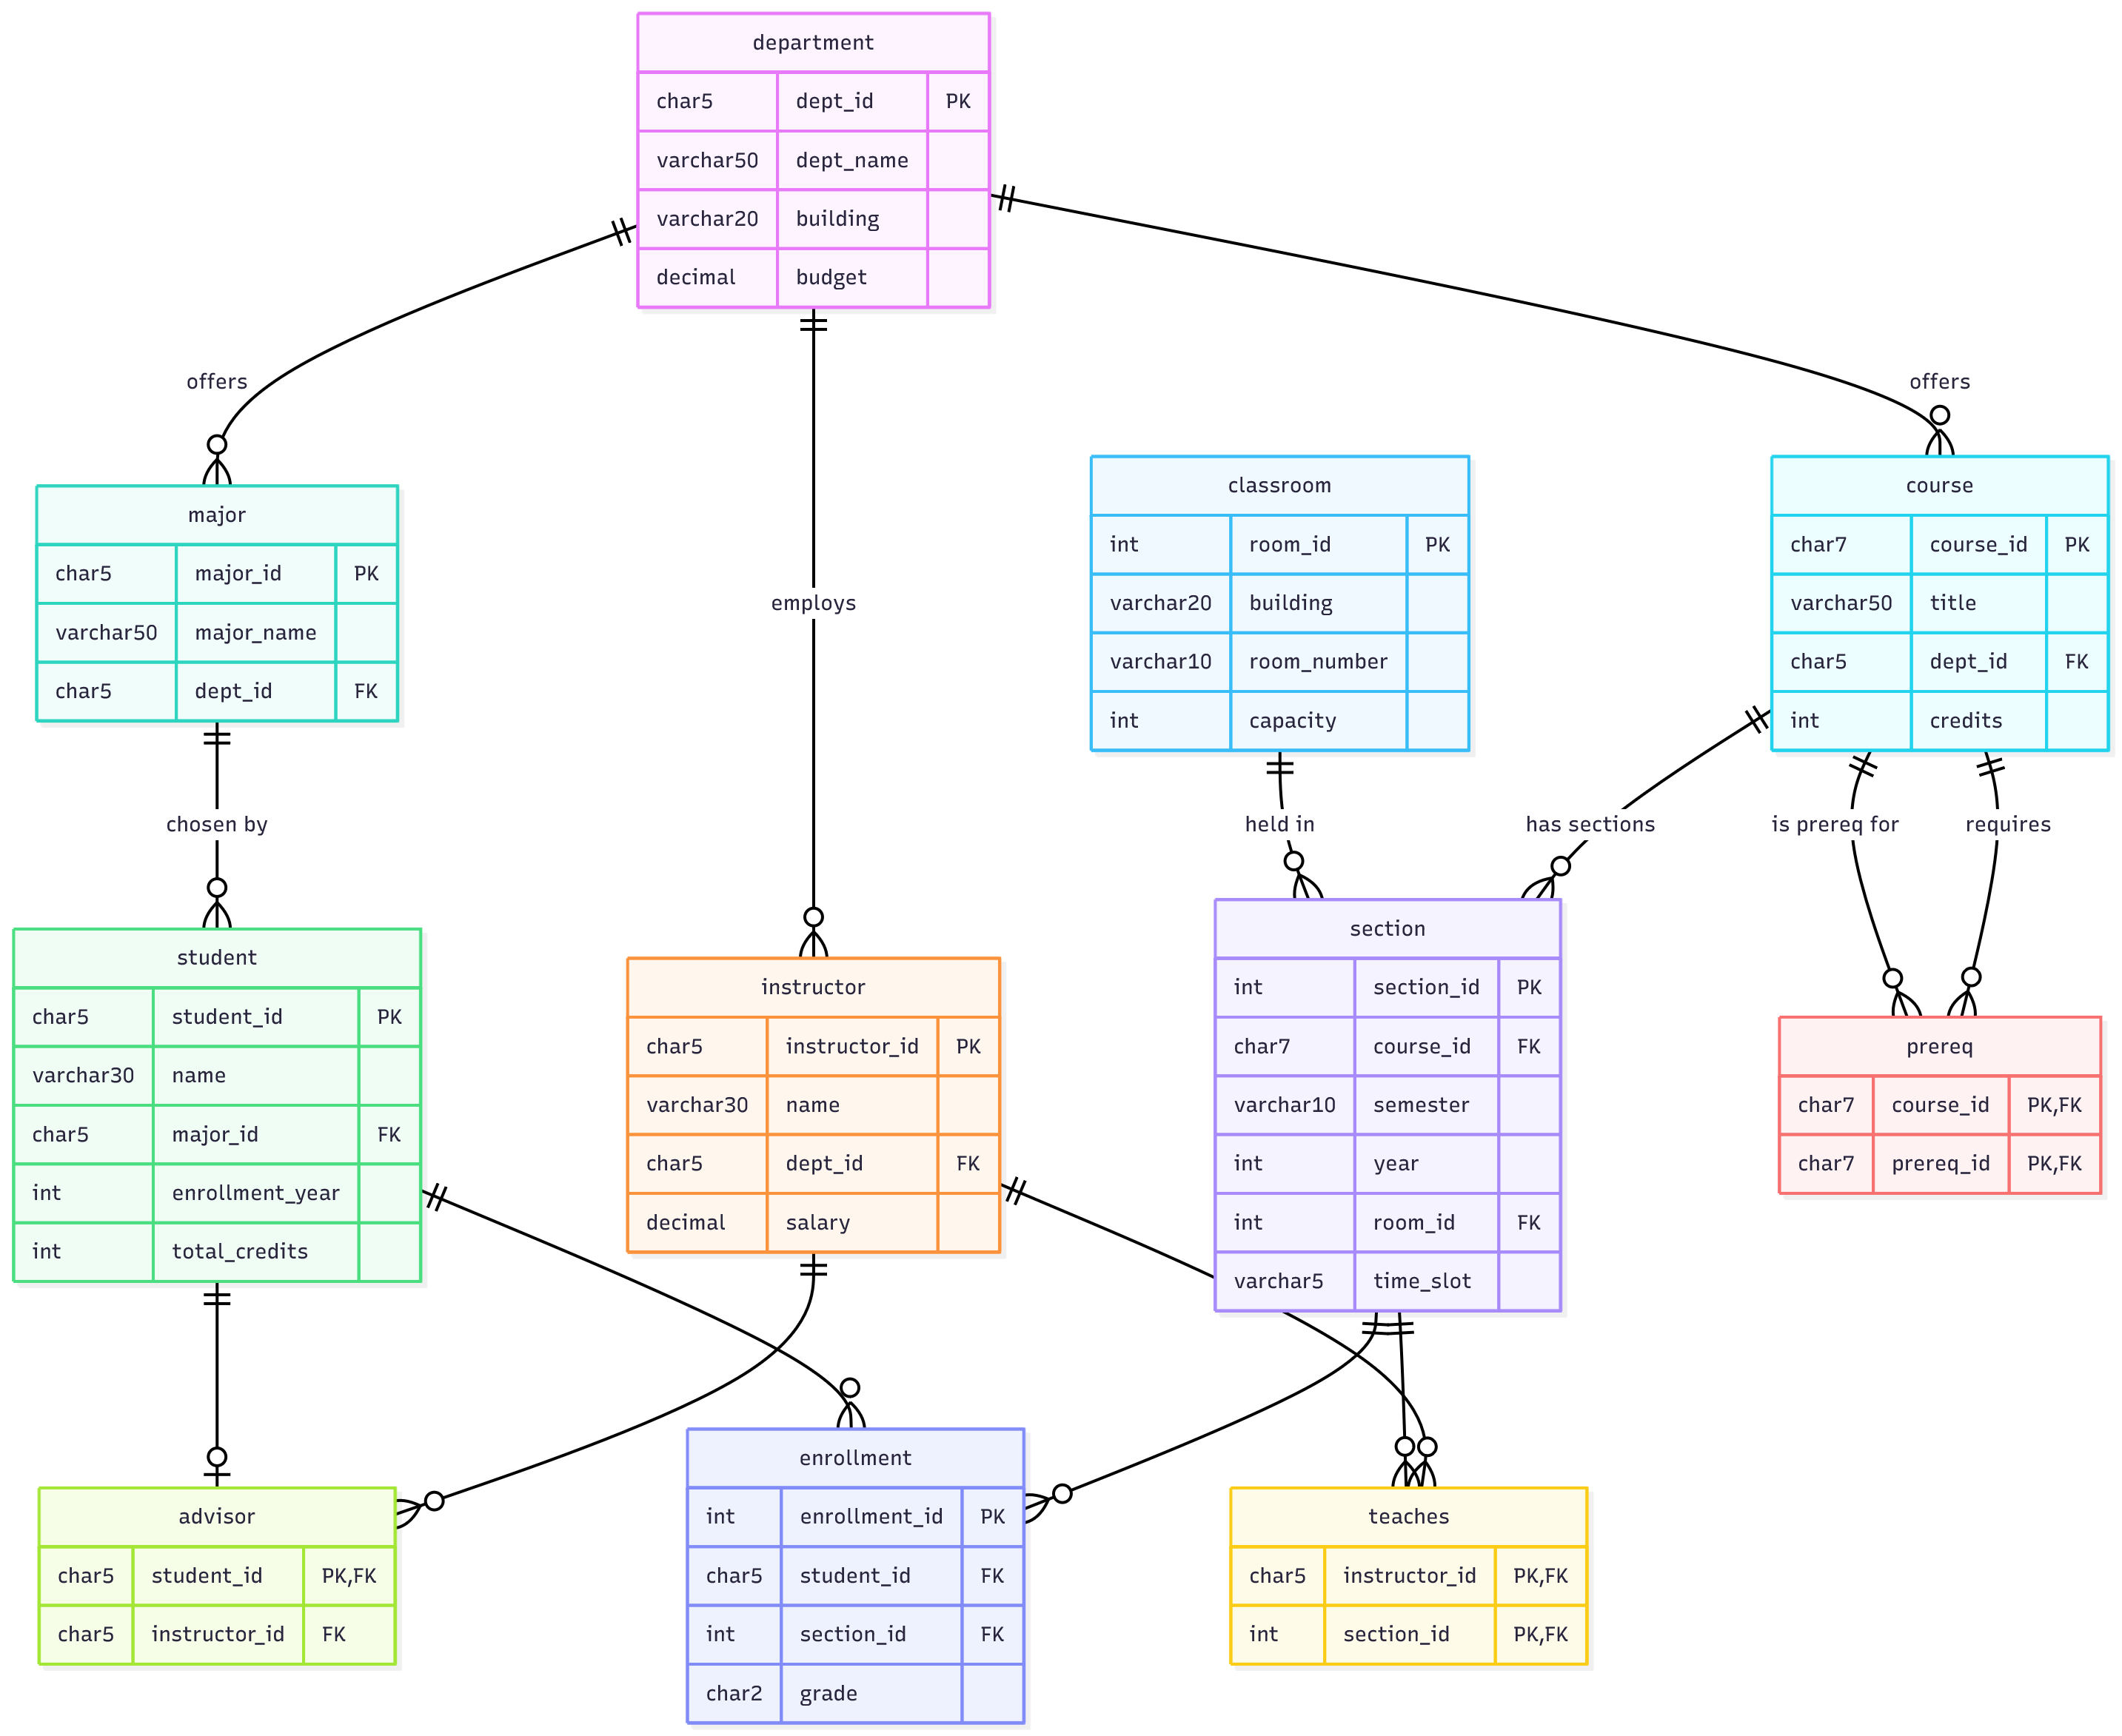 department
char5 dept_id PK
varchar50 dept_name
varchar20 building
decimal budget
offers
offers
employs
major
char5 major_id PK
varchar50 major_name
char5 dept_id FK
classroom
int room_id PK
varchar20 building
varchar10 room_number
int capacity
course
char7 course_id PK
varchar50 title
char5 dept_id FK
int credits
chosen by
held in
has sections
is prereq for
requires
student
char5 student_id PK
varchar30 name
char5 major_id FK
int enrollment_year
int total_credits
instructor
char5 instructor_id PK
varchar30 name
char5 dept_id FK
decimal salary
section
int section_id PK
char7 course_id FK
varchar10 semester
int year
int room_id FK
varchar5 time_slot
prereq
char7 course_id PK,FK
char7 prereq_id PK,FK
advisor
char5 student_id PK,FK
char5 instructor_id FK
enrollment
int enrollment_id PK
char5 student_id FK
int section_id FK
char2 grade
teaches
char5 instructor_id PK,FK
int section_id PK,FK